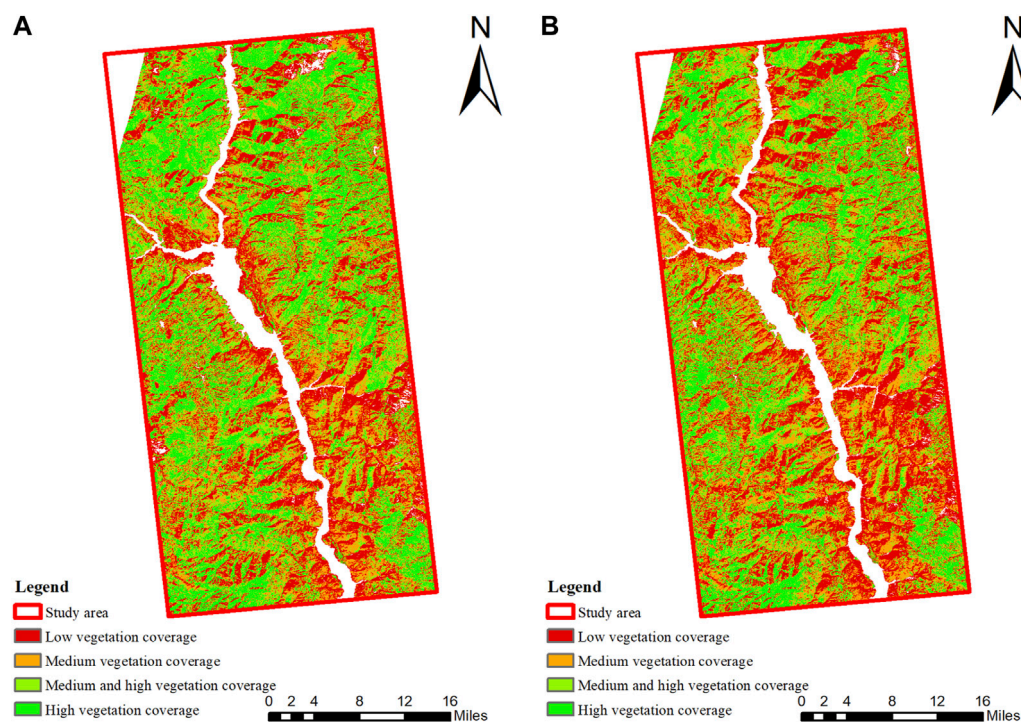 A
N
Legend
Study area
Low vegetation coverage
Medium vegetation coverage
Medium and high vegetation coverage
High vegetation coverage
0 2 4 8 12 16
Miles
B
N
Legend
Study area
Low vegetation coverage
Medium vegetation coverage
Medium and high vegetation coverage
High vegetation coverage
0 2 4 8 12 16
Miles